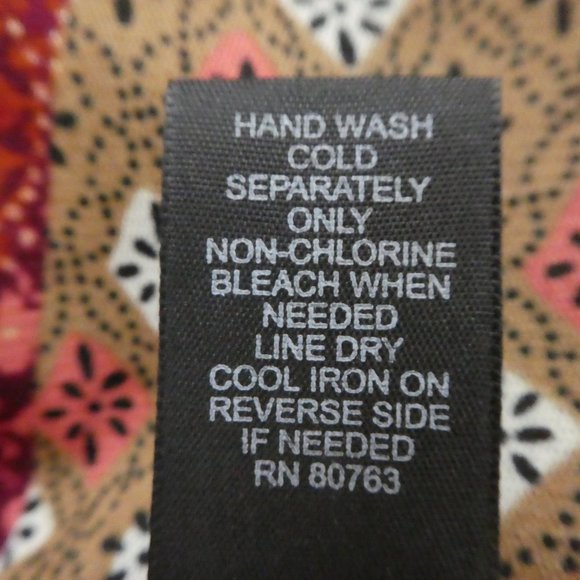 HAND WASH
COLD
SEPARATELY
ONLY
NON-CHLORINE
BLEACH WHEN
NEEDED
LINE DRY
COOL IRON ON
REVERSE SIDE
IF NEEDED
RN 80763